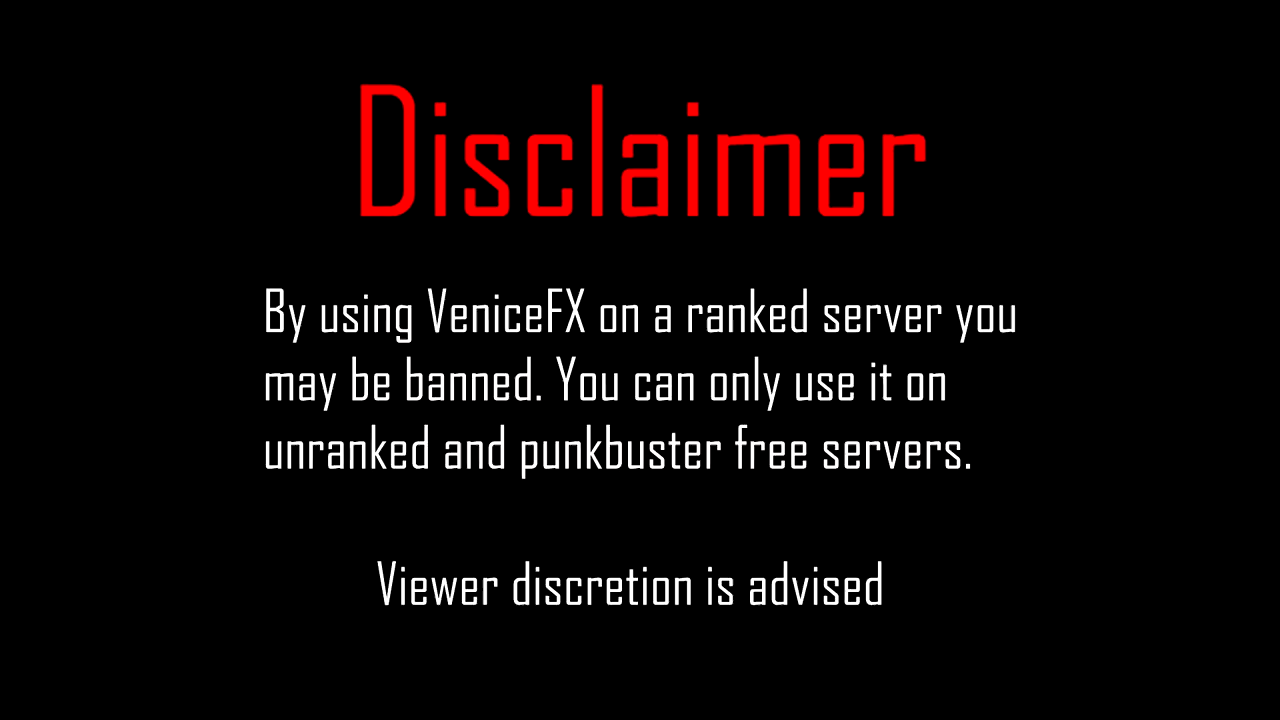 Disclaimer
By using VeniceFX on a ranked server you
may be banned. You can only use it on
unranked and punkbuster free servers.
Viewer discretion is advised